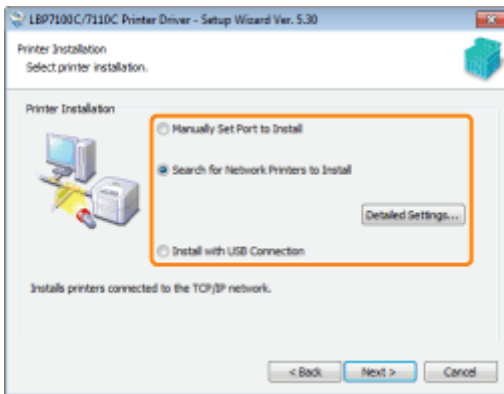 LBP7100C/7110C Printer Driver - Setup Wizard Ver. 5.30
Printer Installation
Select printer installation.
Printer Installation
Manually Set Port to Install
Search for Network Printers to Install
Detailed Settings...
Install with USB Connection
Installs printers connected to the TCP/IP network.
< Back Next > Cancel